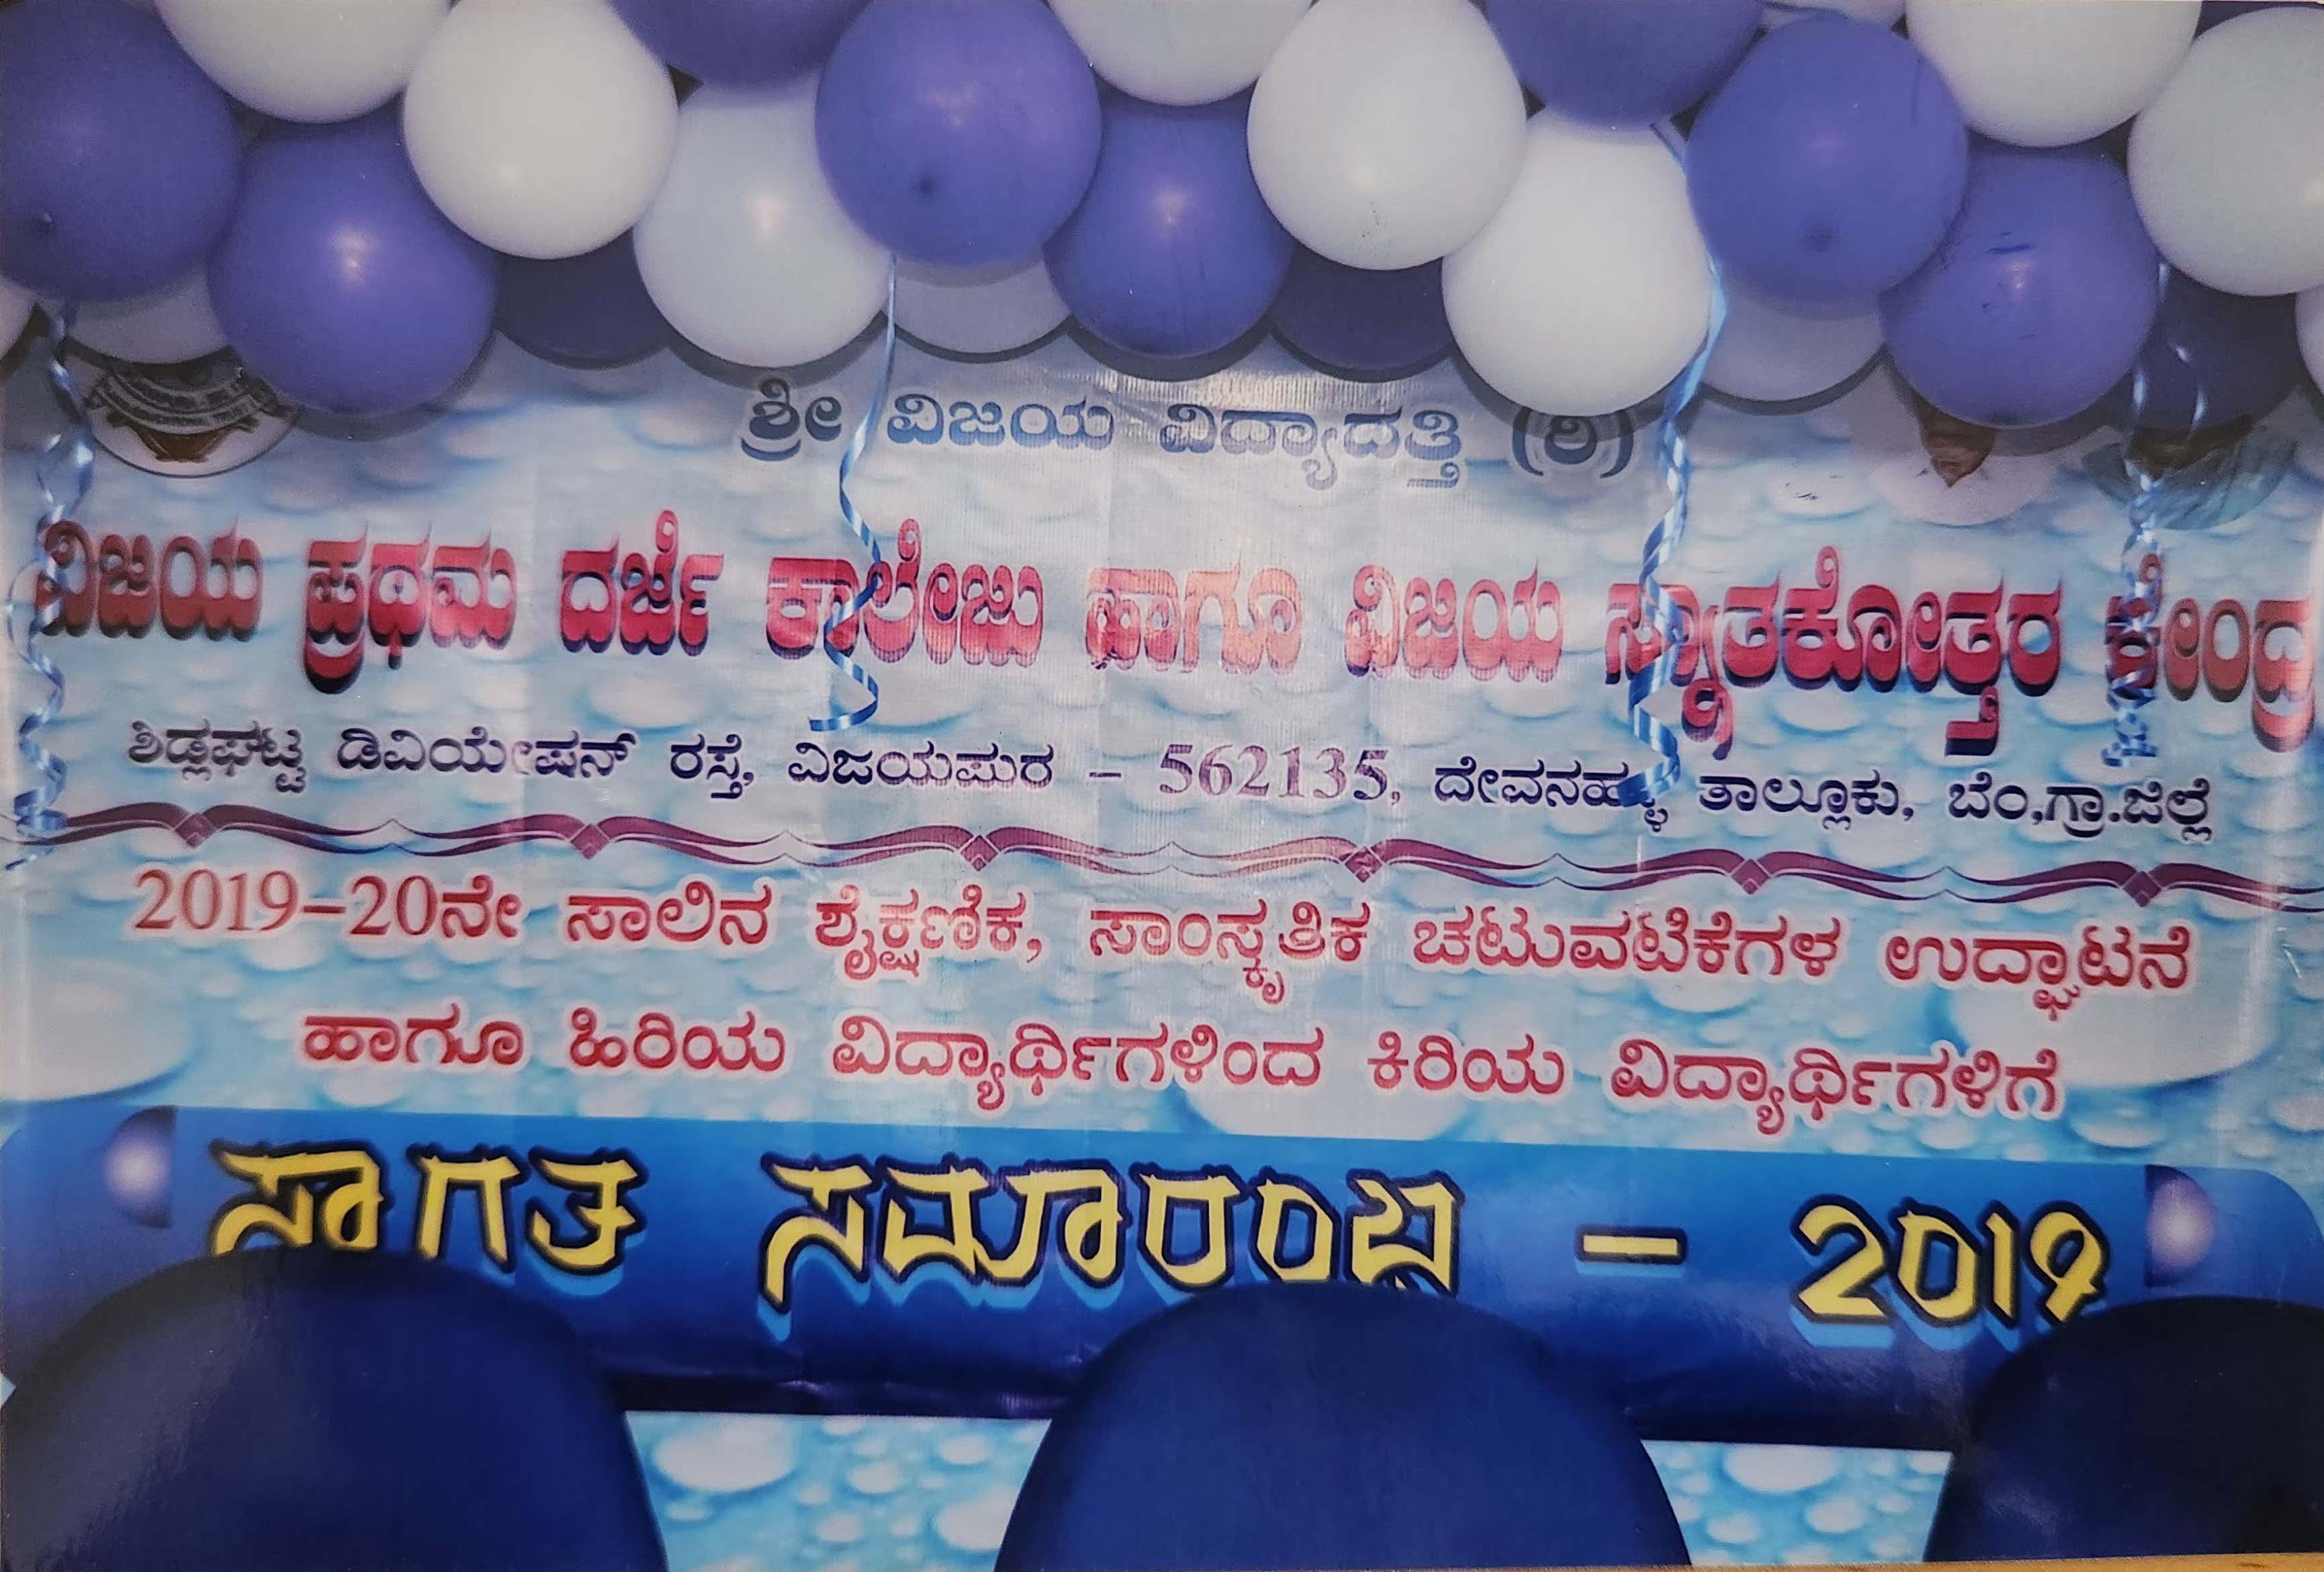 ಶ್ರೀ ವಿಜಯ ವಿದ್ಯಾದತ್ತಿ (ರಿ)
ವಿಜಯ ಪ್ರಥಮ ದರ್ಜೆ ಕಾಲೇಜು ಹಾಗೂ ವಿಜಯ ಸ್ನಾತಕೋತ್ತರ ಕೇಂದ್ರ
ಶಿಡ್ಲಘಟ್ಟ ಡಿವಿಯೇಷನ್ ರಸ್ತೆ, ವಿಜಯಪುರ – 562135, ದೇವನಹಳ್ಳಿ ತಾಲ್ಲೂಕು, ಬೆಂ.ಗ್ರಾ.ಜಿಲ್ಲೆ
2019–20ನೇ ಸಾಲಿನ ಶೈಕ್ಷಣಿಕ, ಸಾಂಸ್ಕೃತಿಕ ಚಟುವಟಿಕೆಗಳ ಉದ್ಘಾಟನೆ
ಹಾಗೂ ಹಿರಿಯ ವಿದ್ಯಾರ್ಥಿಗಳಿಂದ ಕಿರಿಯ ವಿದ್ಯಾರ್ಥಿಗಳಿಗೆ
ಸ್ವಾಗತ ಸಮಾರಂಭ – 2019